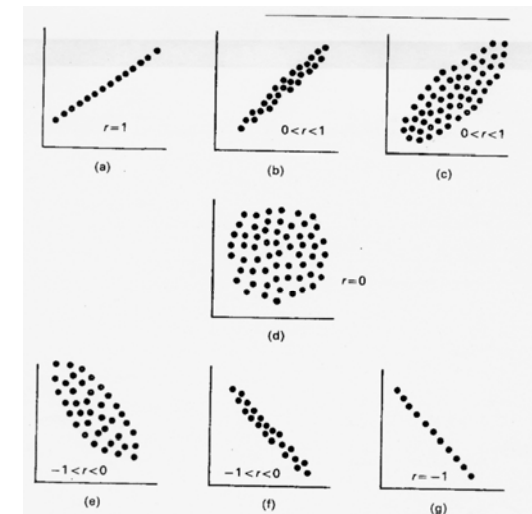 r=1
(a)
0<r<1
(b)
0<r<1
(c)
r=0
(d)
-1<r<0
(e)
-1<r<0
(f)
r=-1
(g)